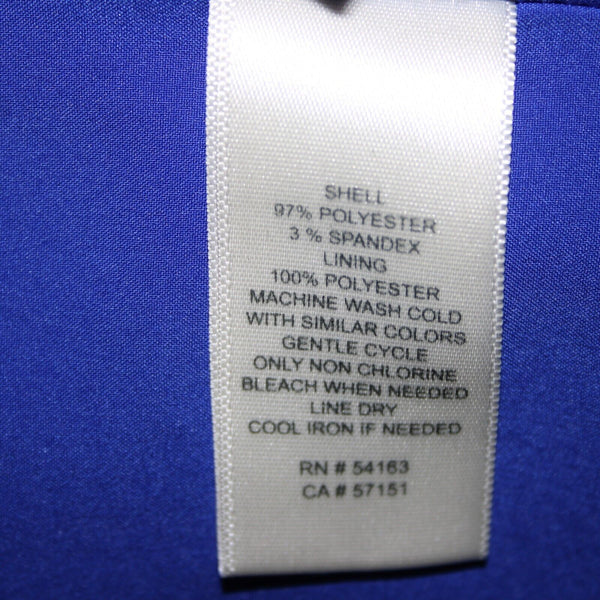 SHELL
97% POLYESTER
3 % SPANDEX
LINING
100% POLYESTER
MACHINE WASH COLD
WITH SIMILAR COLORS
GENTLE CYCLE
ONLY NON CHLORINE
BLEACH WHEN NEEDED
LINE DRY
COOL IRON IF NEEDED
RN # 54163
CA # 57151